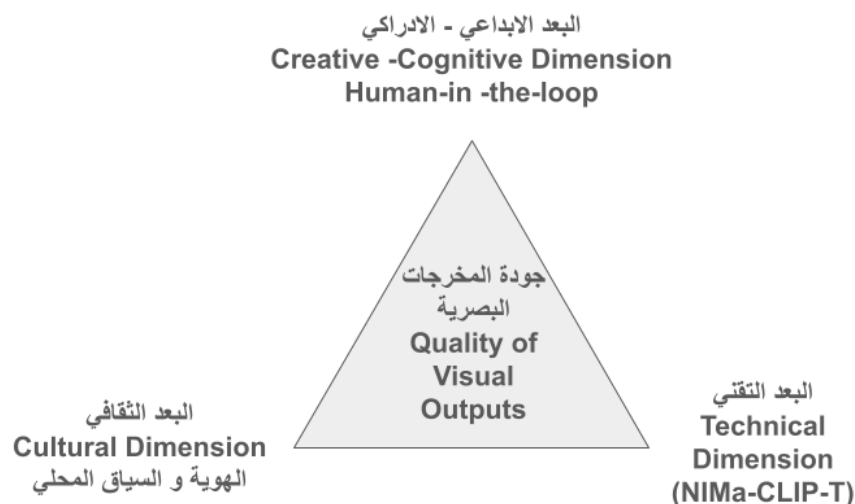 البعد الابداعي - الادراكي
Creative -Cognitive Dimension
Human-in -the-loop
جودة المخرجات
البصرية
Quality of
Visual
Outputs
البعد الثقافي
Cultural Dimension
الهوية و السياق المحلي
البعد التقني
Technical
Dimension
(NIMa-CLIP-T)